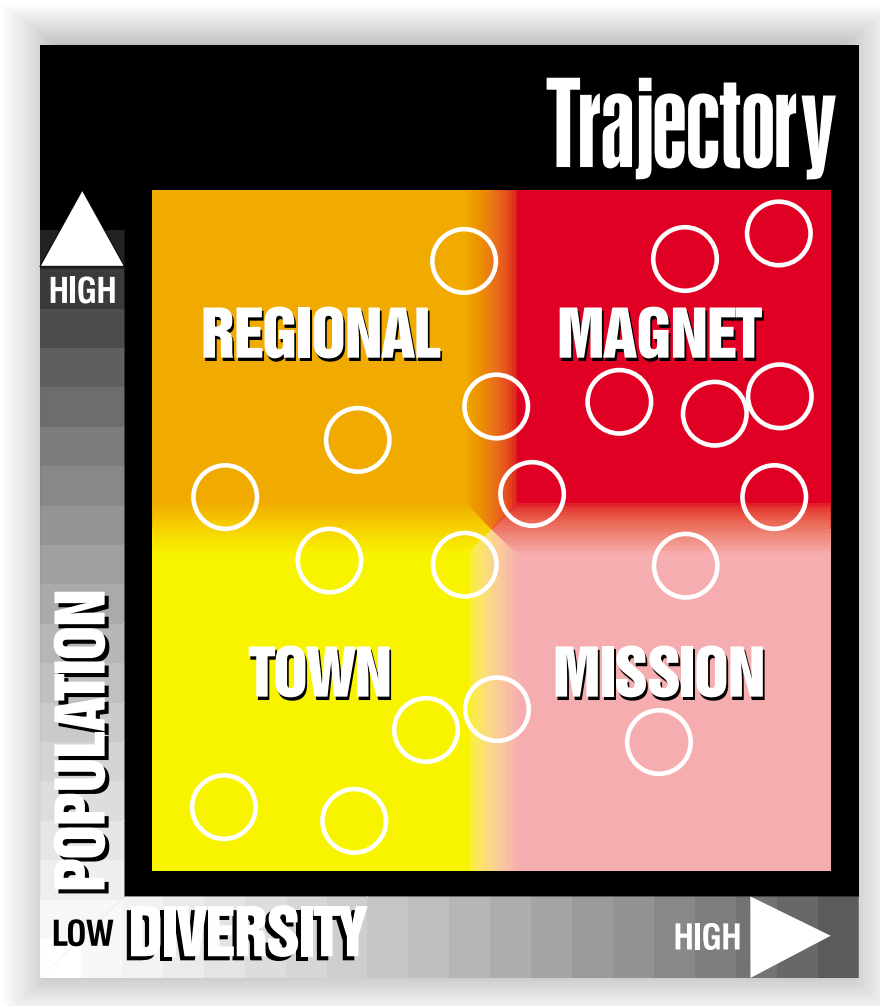 Trajectory
HIGH
REGIONAL
MAGNET
POPULATION
TOWN
MISSION
LOW
DIVERSITY
HIGH